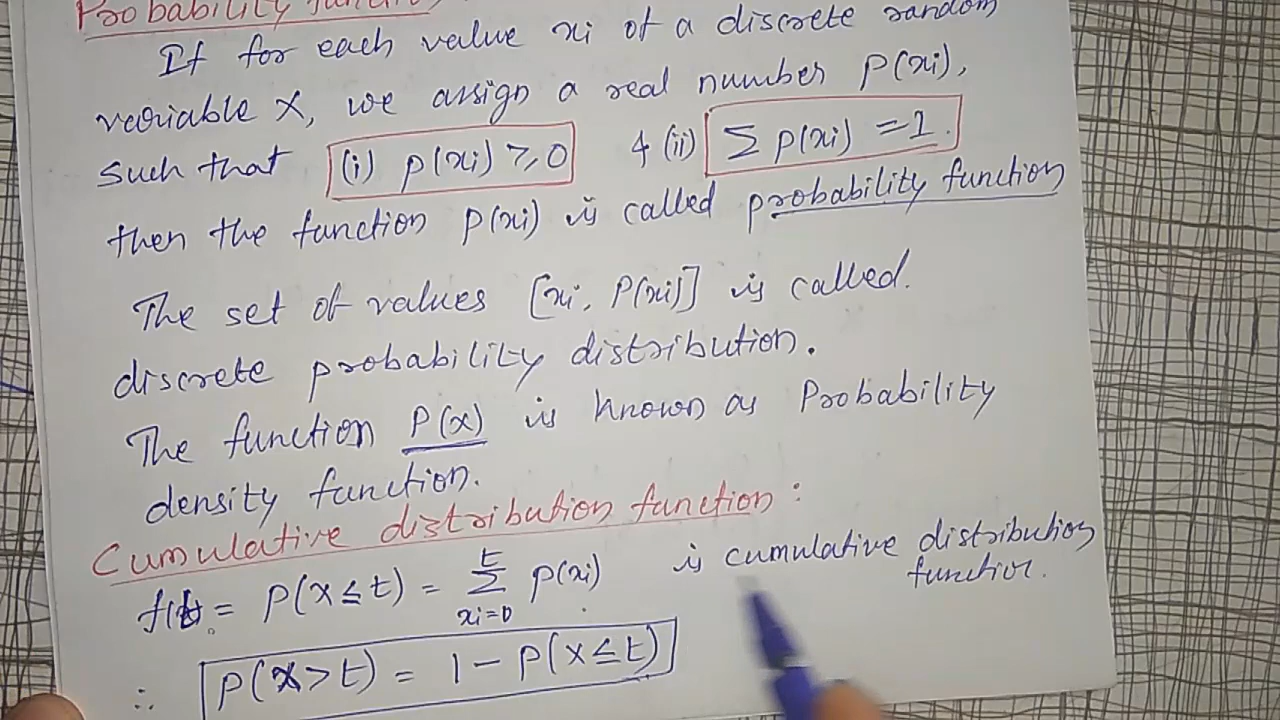 Probability function
If for each value xi of a discrete random
variable X, we assign a real number P(xi),
such that (i) p(xi) ≥ 0 & (ii) ∑ p(xi) = 1.
then the function p(xi) is called probability function
The set of values [xi, P(xi)] is called.
discrete probability distribution.
The function P(x) is known as Probability
density function.
Cumulative distribution function:
f(t) = P(x ≤ t) = ∑ᵗ_{xi=0} p(xi) is cumulative distribution
function.
∴ P(x > t) = 1 − P(x ≤ t)